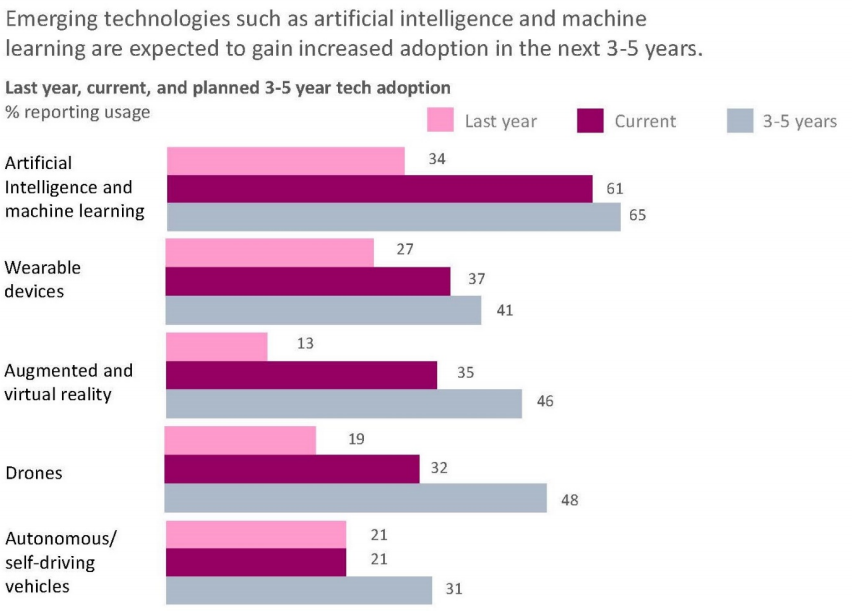 Emerging technologies such as artificial intelligence and machine
learning are expected to gain increased adoption in the next 3-5 years.
Last year, current, and planned 3-5 year tech adoption
% reporting usage
Last year
Current
3-5 years
Artificial
Intelligence and
machine learning
34
61
65
Wearable
devices
27
37
41
Augmented and
virtual reality
13
35
46
Drones
19
32
48
Autonomous/
self-driving
vehicles
21
21
31